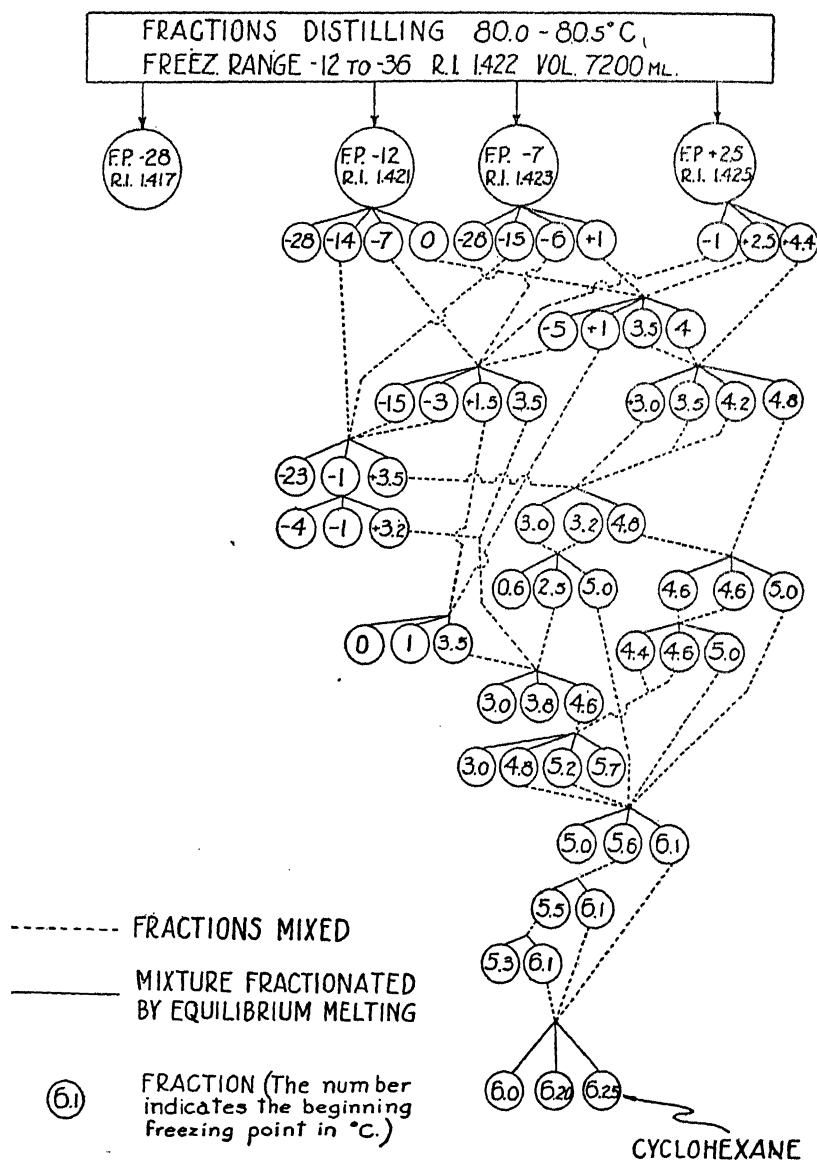 FRACTIONS DISTILLING 80.0 - 80.5°C,
FREEZ. RANGE -12 TO -36 R.I. 1.422 VOL. 7200 ML.
F.P. -28 F.P. -12 F.P. -7 F.P +2.5
R.I. 1.417 R.I. 1.421 R.I. 1.423 R.I. 1.425
-28 -14 -7 0 -28 -15 -6 +1 -1 +2.5 +4.4
-5 +1 3.5 4
-15 -3 +1.5 3.5 +3.0 3.5 4.2 4.8
-23 -1 +3.5
-4 -1 +3.2 3.0 3.2 4.8
0.6 2.5 5.0 4.6 4.6 5.0
0 1 3.5 4.4 4.6 5.0
3.0 3.8 4.6
3.0 4.8 5.2 5.7
5.0 5.6 6.1
5.5 6.1
5.3 6.1
6.0 6.20 6.25
CYCLOHEXANE
FRACTIONS MIXED
MIXTURE FRACTIONATED
BY EQUILIBRIUM MELTING
6.1
FRACTION (The number
indicates the beginning
freezing point in °C.)